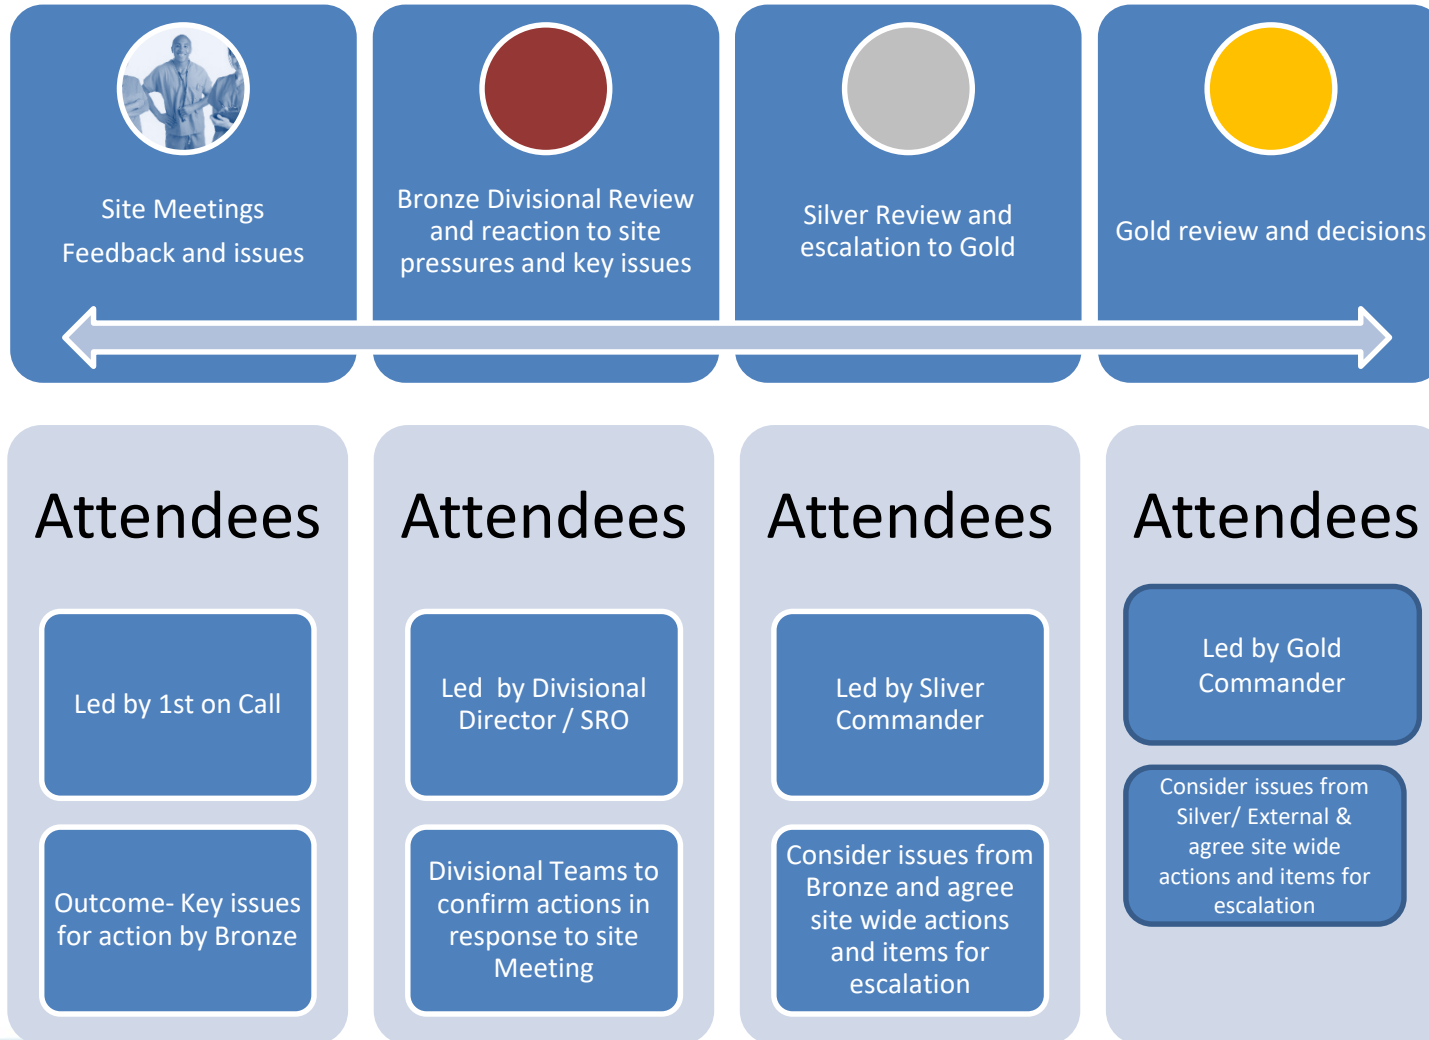 Site Meetings
Feedback and issues
Bronze Divisional Review
and reaction to site
pressures and key issues
Silver Review and
escalation to Gold
Gold review and decisions
Attendees
Led by 1st on Call
Outcome- Key issues
for action by Bronze
Attendees
Led by Divisional
Director / SRO
Divisional Teams to
confirm actions in
response to site
Meeting
Attendees
Led by Sliver
Commander
Consider issues from
Bronze and agree
site wide actions
and items for
escalation
Attendees
Led by Gold
Commander
Consider issues from
Silver/ External &
agree site wide
actions and items for
escalation